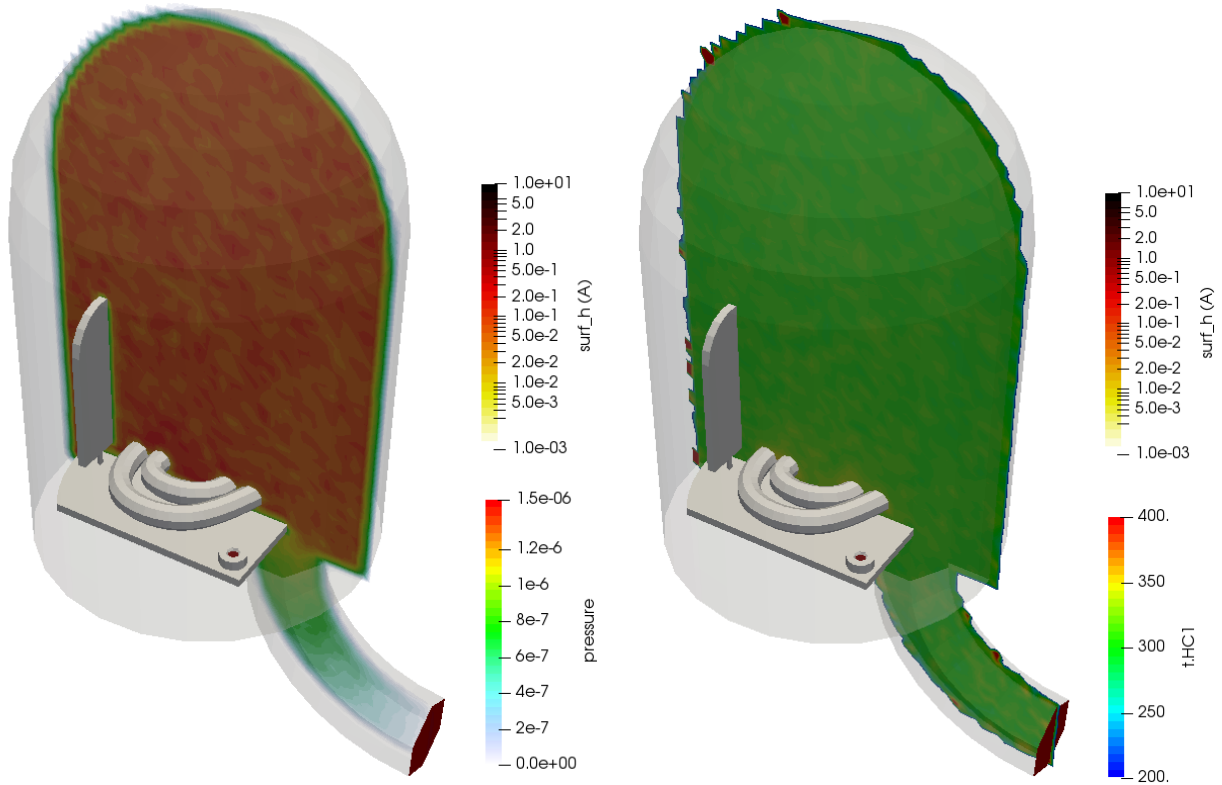 1.0e+01
5.0
2.0
1.0
5.0e-1
2.0e-1
1.0e-1
5.0e-2
2.0e-2
1.0e-2
5.0e-3
1.0e-03
surf_h (A)
1.5e-06
1.2e-6
1e-6
8e-7
6e-7
4e-7
2e-7
0.0e+00
pressure
1.0e+01
5.0
2.0
1.0
5.0e-1
2.0e-1
1.0e-1
5.0e-2
2.0e-2
1.0e-2
5.0e-3
1.0e-03
surf_h (A)
400.
350
300
250
200.
t.HC1